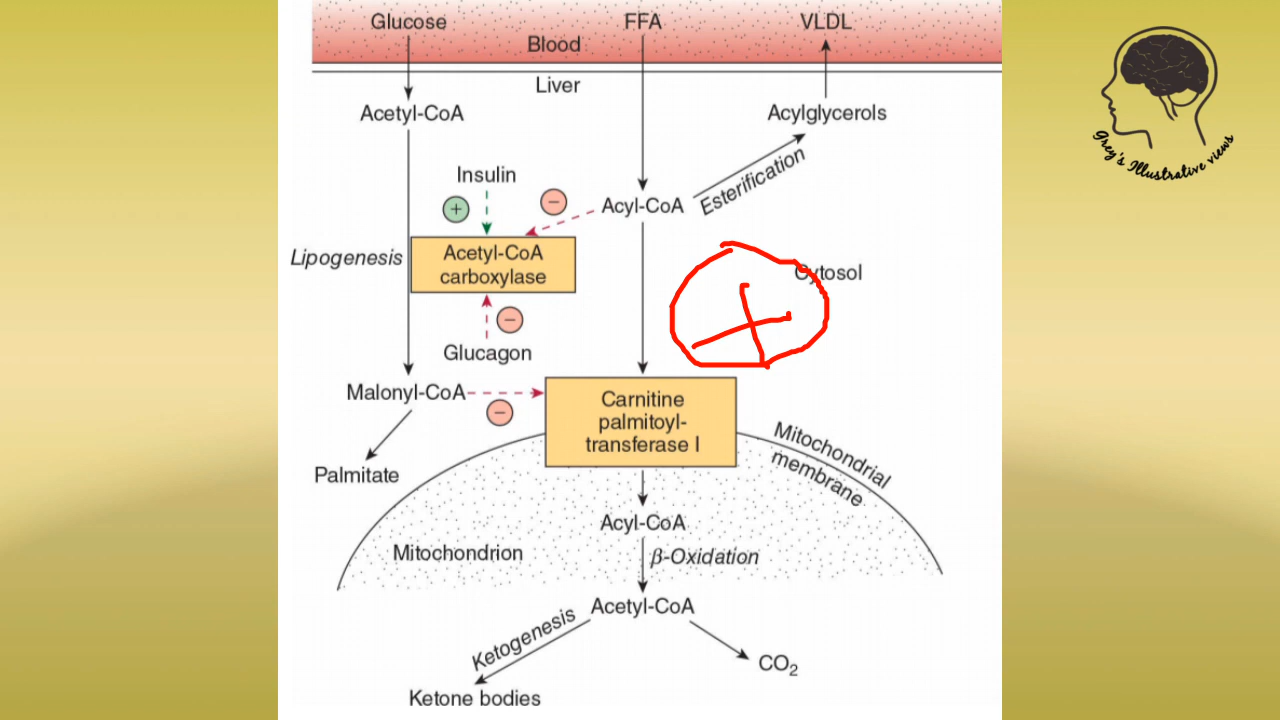 Glucose
FFA
VLDL
Blood
Liver
Acetyl-CoA
Acylglycerols
Grey's Illustrative views
Insulin
Esterification
+
−
Acyl-CoA
Lipogenesis
Acetyl-CoA
carboxylase
Cytosol
−
Glucagon
Malonyl-CoA
−
Carnitine
palmitoyl-
transferase I
Palmitate
Mitochondrial
membrane
Acyl-CoA
Mitochondrion
β-Oxidation
Acetyl-CoA
Ketogenesis
CO₂
Ketone bodies